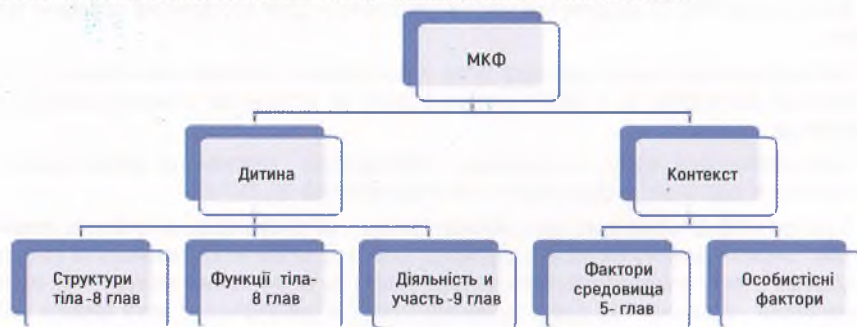 МКФ
Дитина
Контекст
Структури
тіла -8 глав
Функції тіла-
8 глав
Діяльність и
участь -9 глав
Фактори
средовища
5- глав
Особистісні
фактори